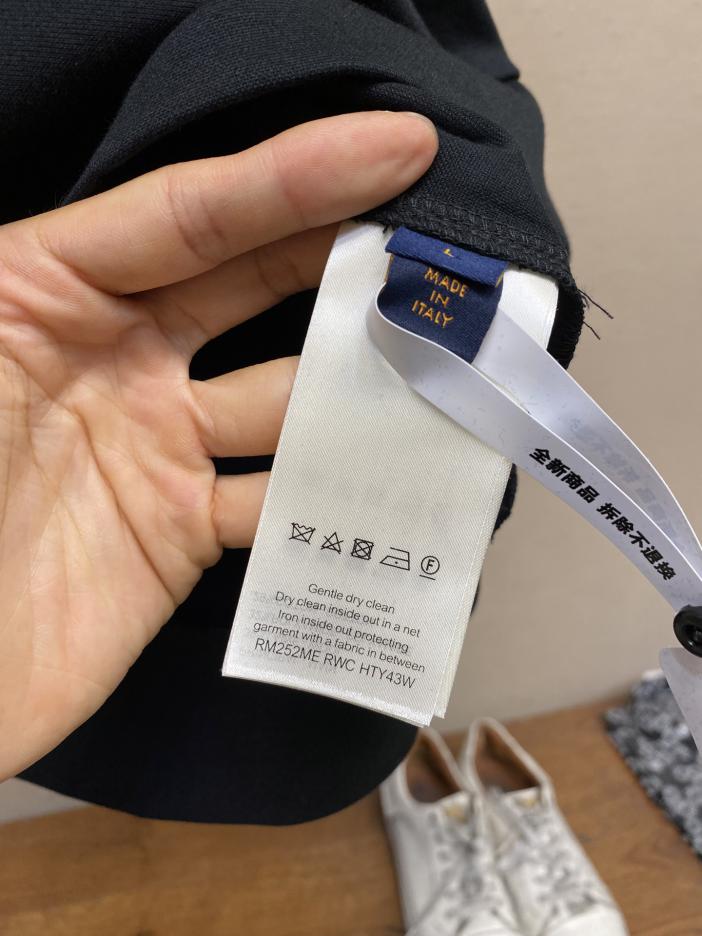 L
MADE
IN
ITALY
全新商品 拆除不退换
F
Gentle dry clean
Dry clean inside out in a net
Iron inside out protecting
garment with a fabric in between
RM252ME RWC HTY43W